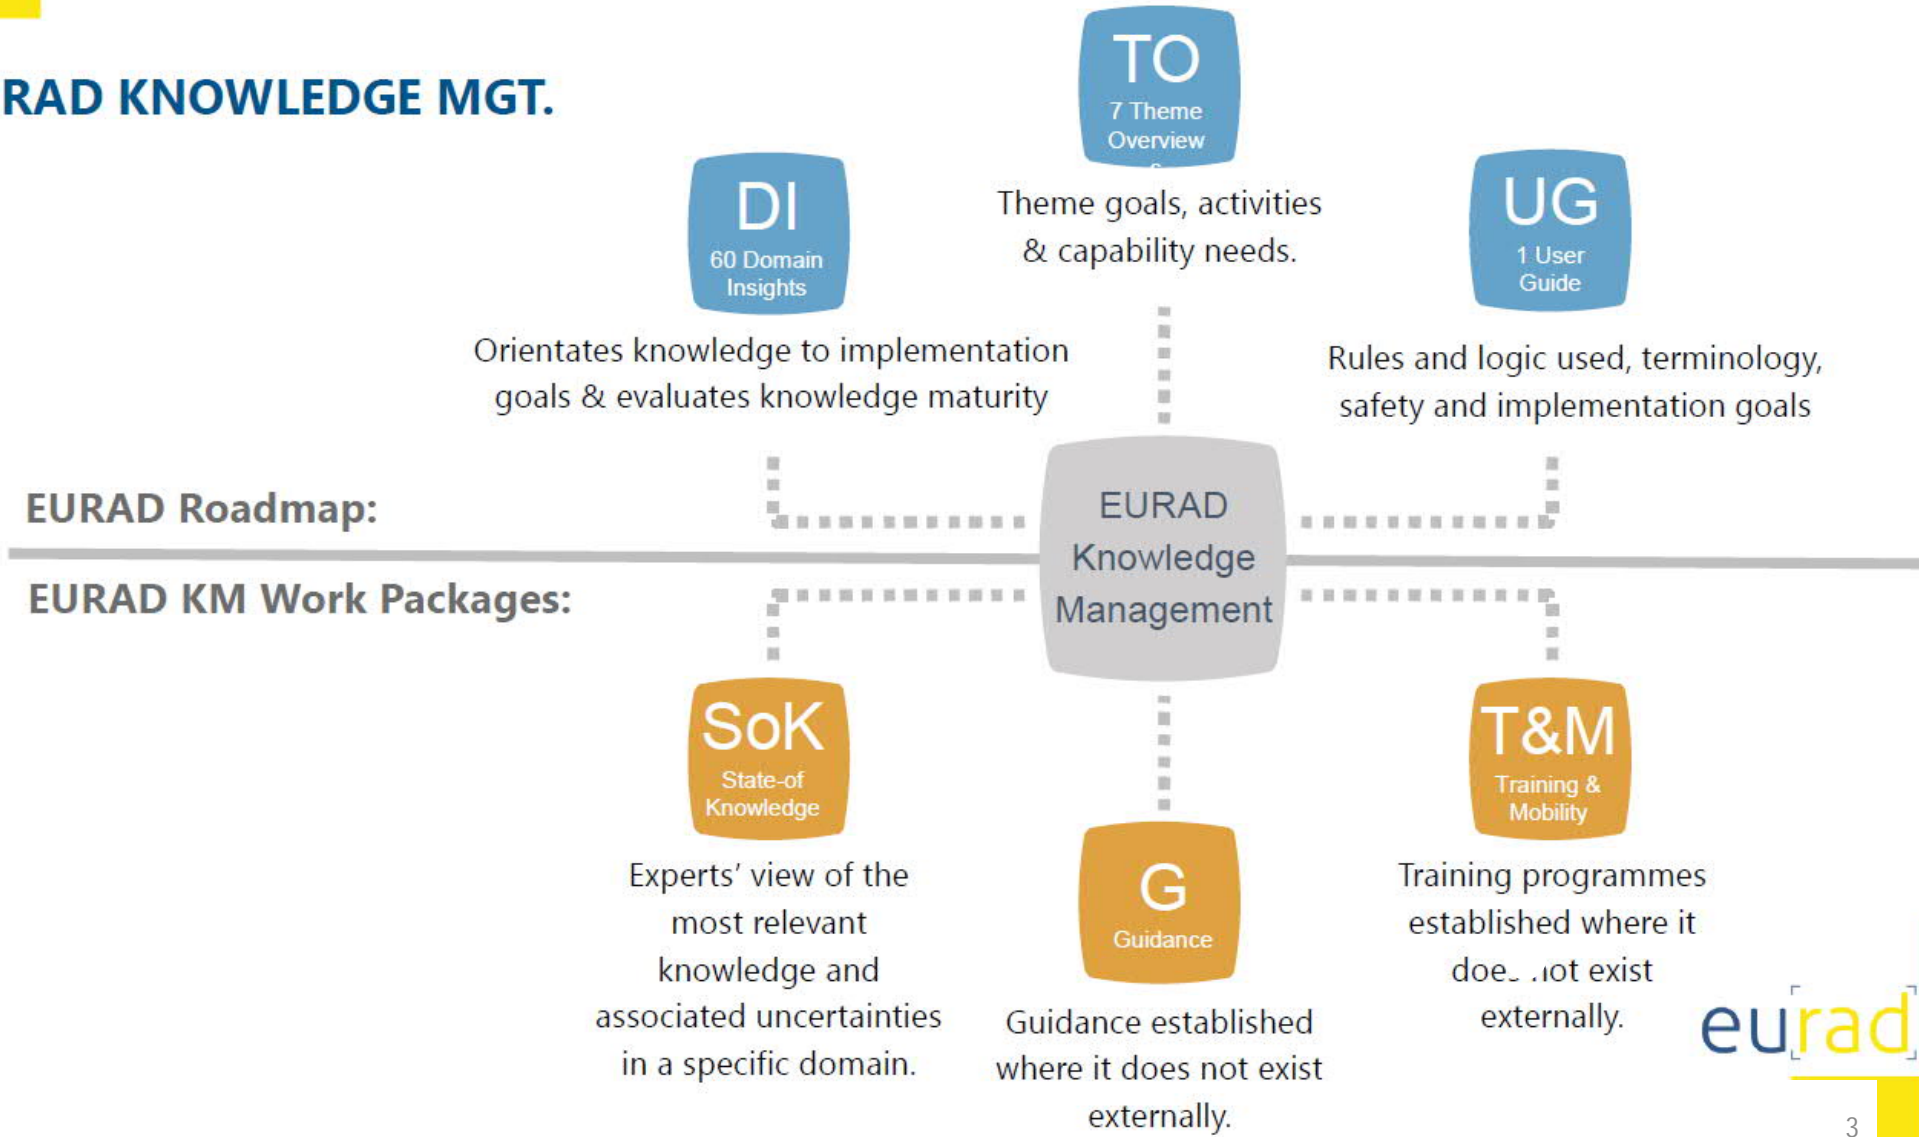 RAD KNOWLEDGE MGT.
TO
7 Theme
Overview
DI
60 Domain
Insights
UG
1 User
Guide
Theme goals, activities
& capability needs.
Orientates knowledge to implementation
goals & evaluates knowledge maturity
Rules and logic used, terminology,
safety and implementation goals
EURAD Roadmap:
EURAD
Knowledge
Management
EURAD KM Work Packages:
SoK
State-of
Knowledge
T&M
Training &
Mobility
Experts’ view of the
most relevant
knowledge and
associated uncertainties
in a specific domain.
G
Guidance
Guidance established
where it does not exist
externally.
Training programmes
established where it
exist
externally.
eurad
3